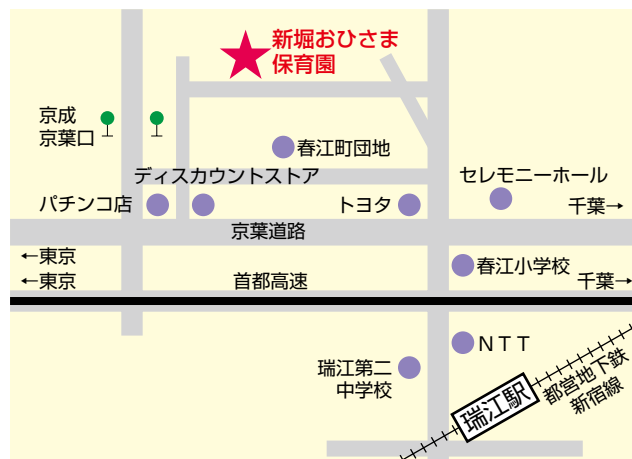 新堀おひさま
保育園
京成
京葉口
春江町団地
ディスカウントストア
セレモニーホール
パチンコ店
トヨタ
千葉→
京葉道路
←東京
春江小学校
←東京
首都高速
千葉→
NTT
瑞江第二
中学校
瑞江駅
都営地下鉄
新宿線